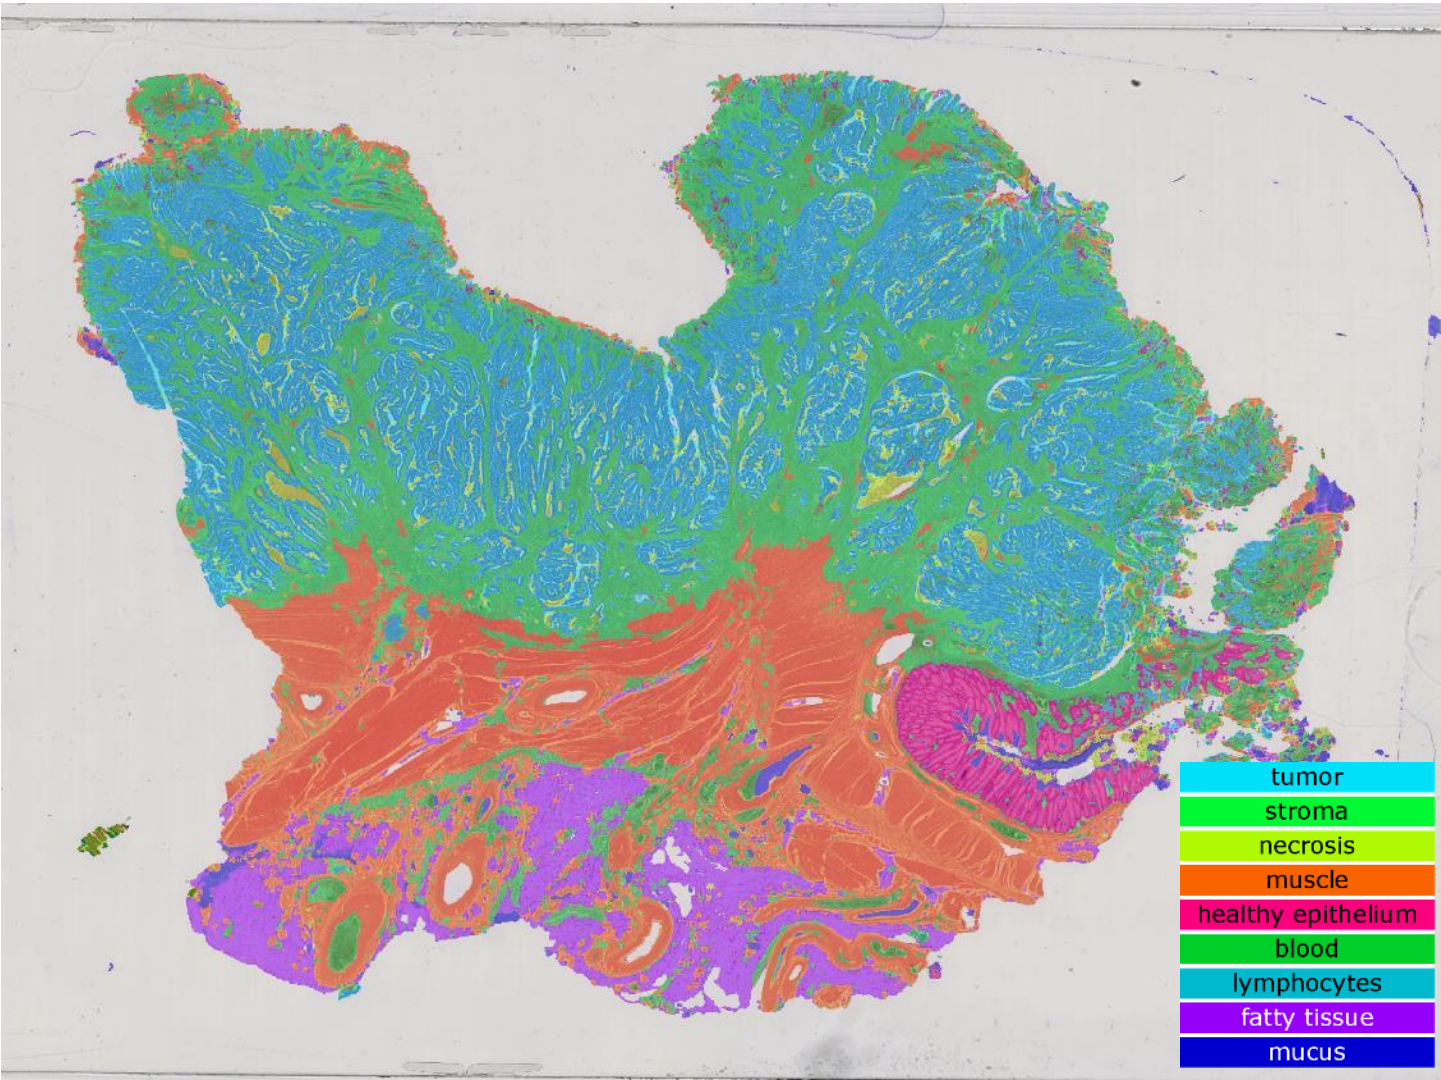 tumor
stroma
necrosis
muscle
healthy epithelium
blood
lymphocytes
fatty tissue
mucus